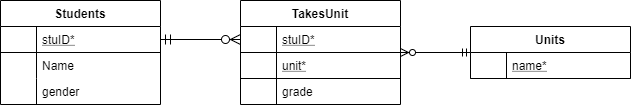 Students
stuID*
Name
gender
TakesUnit
stuID*
unit*
grade
Units
name*